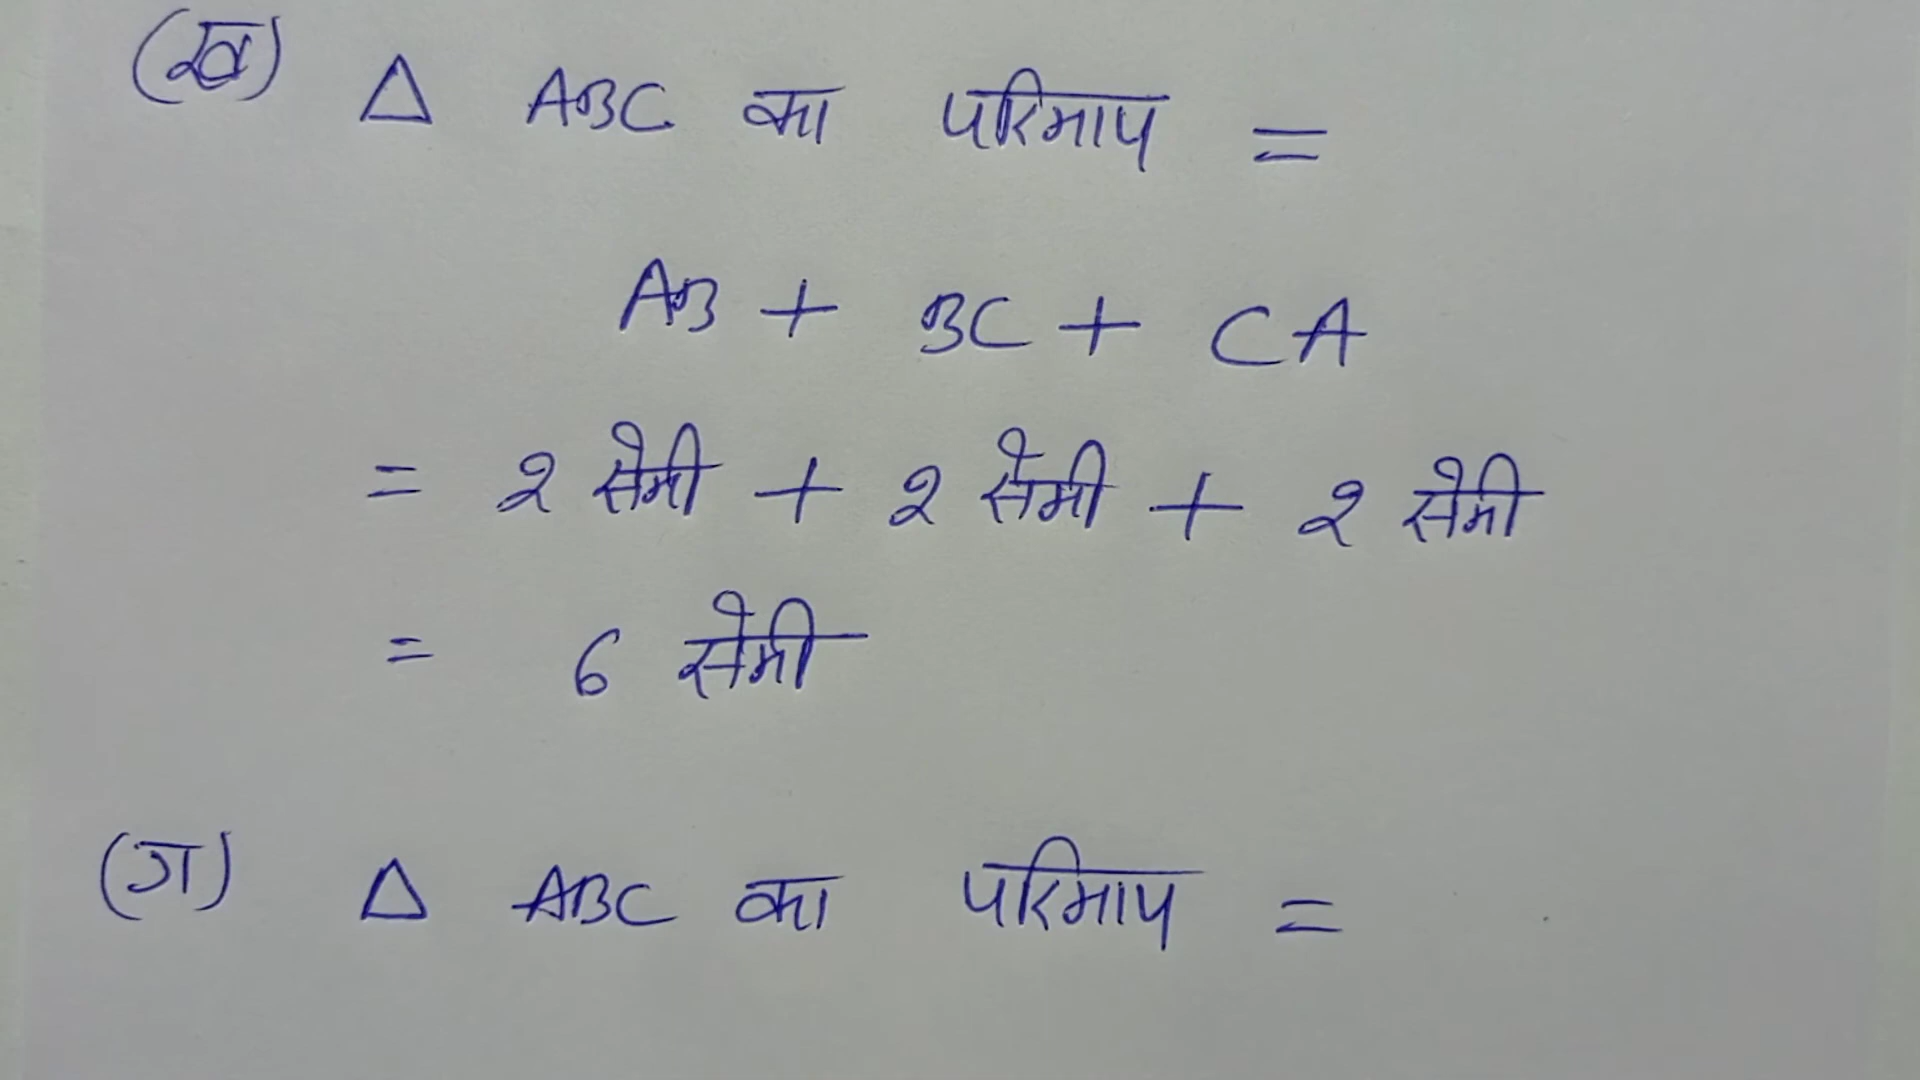 (ख) △ ABC का परिमाप =
AB + BC + CA
= 2 सेमी + 2 सेमी + 2 सेमी
= 6 सेमी
(ग) △ ABC का परिमाप =